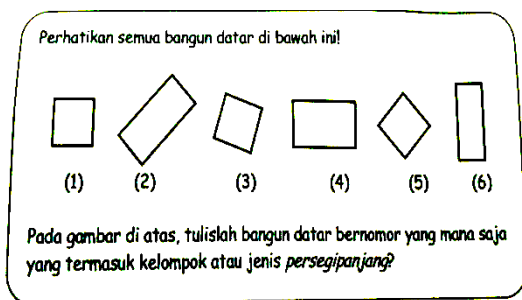 Perhatikan semua bangun datar di bawah ini!
(1) (2) (3) (4) (5) (6)
Pada gambar di atas, tulislah bangun datar bernomor yang mana saja
yang termasuk kelompok atau jenis persegipanjang?